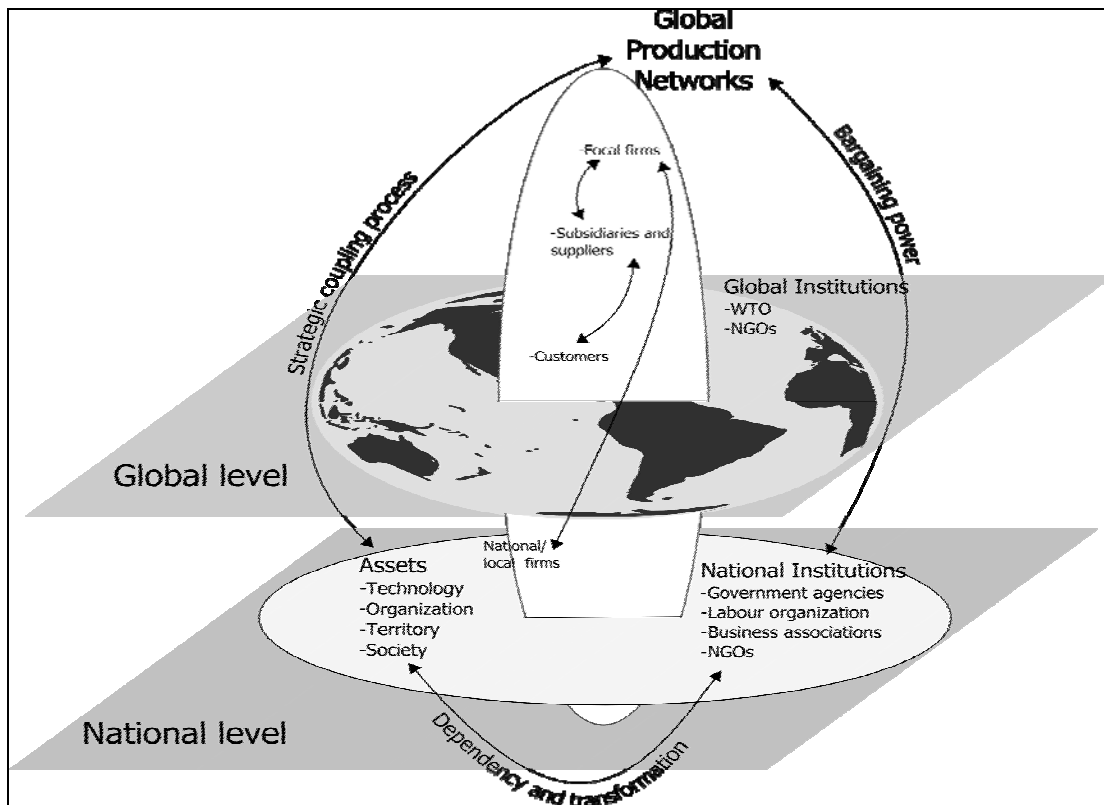 Global
Production
Networks
-Focal firms
-Subsidiaries and
suppliers
-Customers
Strategic coupling process
Bargaining power
Global Institutions
-WTO
-NGOs
Global level
National/
local firms
Assets
-Technology
-Organization
-Territory
-Society
National Institutions
-Government agencies
-Labour organization
-Business associations
-NGOs
National level
Dependency and transformation